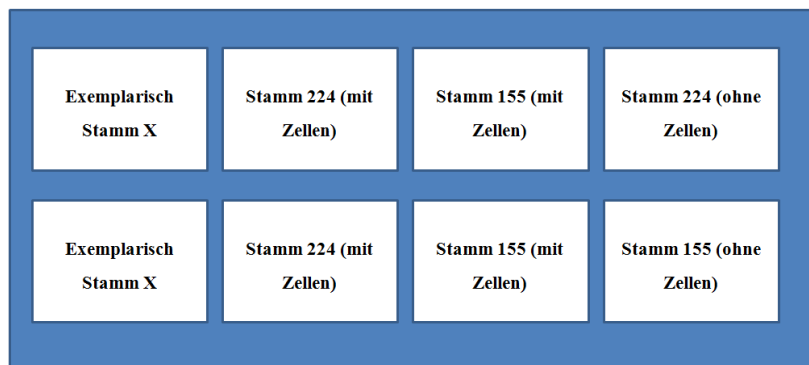 Exemplarisch
Stamm X
Stamm 224 (mit
Zellen)
Stamm 155 (mit
Zellen)
Stamm 224 (ohne
Zellen)
Exemplarisch
Stamm X
Stamm 224 (mit
Zellen)
Stamm 155 (mit
Zellen)
Stamm 155 (ohne
Zellen)